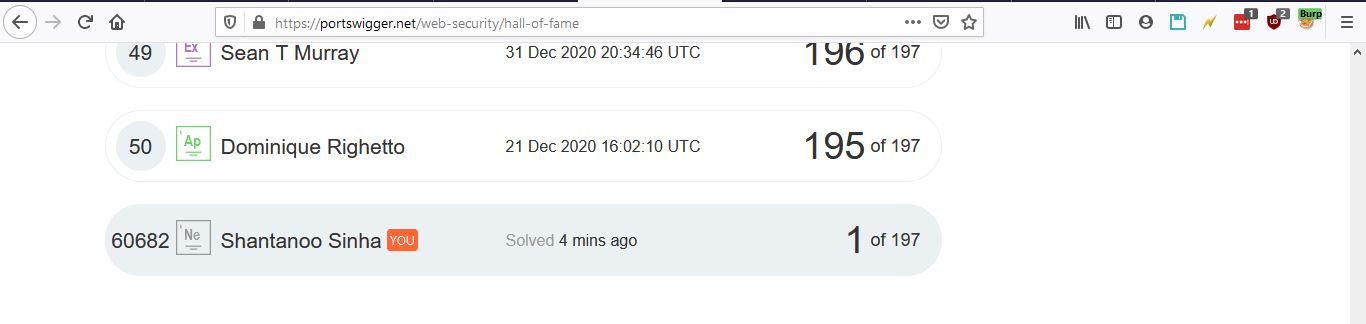 https://portswigger.net/web-security/hall-of-fame
1
2
Burp
49 Ex Sean T Murray 31 Dec 2020 20:34:46 UTC 196 of 197
50 Ap Dominique Righetto 21 Dec 2020 16:02:10 UTC 195 of 197
60682 Ne Shantanoo Sinha YOU Solved 4 mins ago 1 of 197